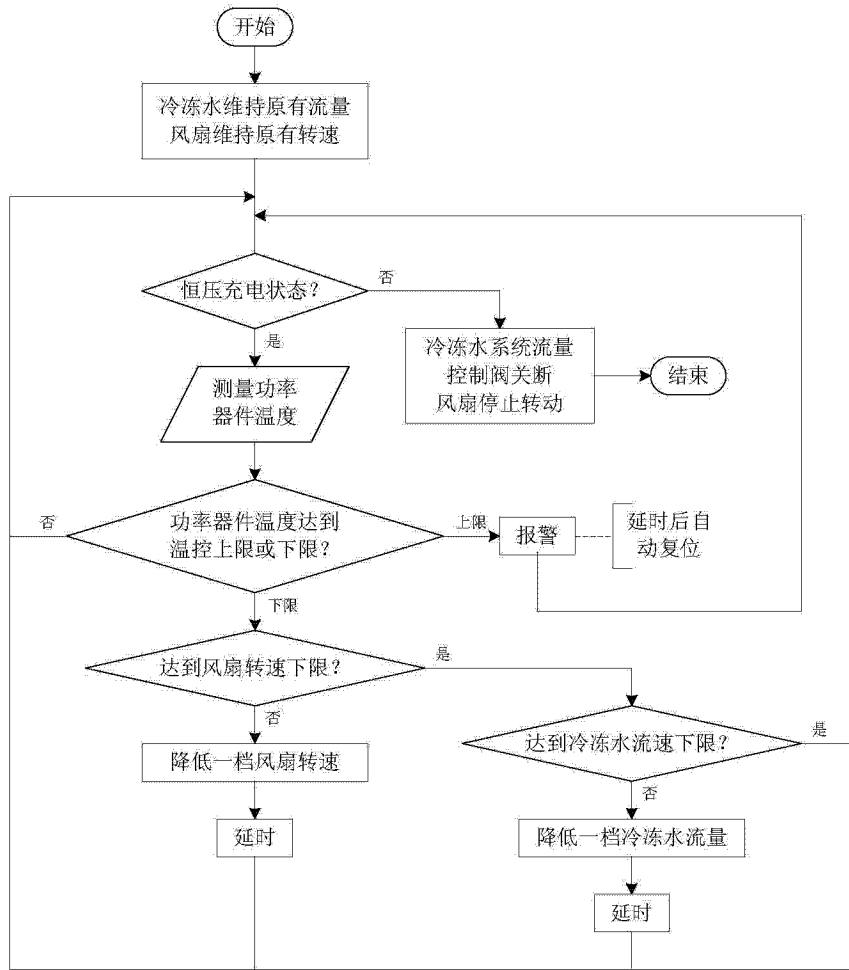 开始
冷冻水维持原有流量
风扇维持原有转速
恒压充电状态？
否
是
冷冻水系统流量
控制阀关断
风扇停止转动
结束
测量功率
器件温度
否
功率器件温度达到
温控上限或下限？
上限
报警
延时后自
动复位
下限
达到风扇转速下限？
是
否
达到冷冻水流速下限？
是
降低一档风扇转速
否
延时
降低一档冷冻水流量
延时